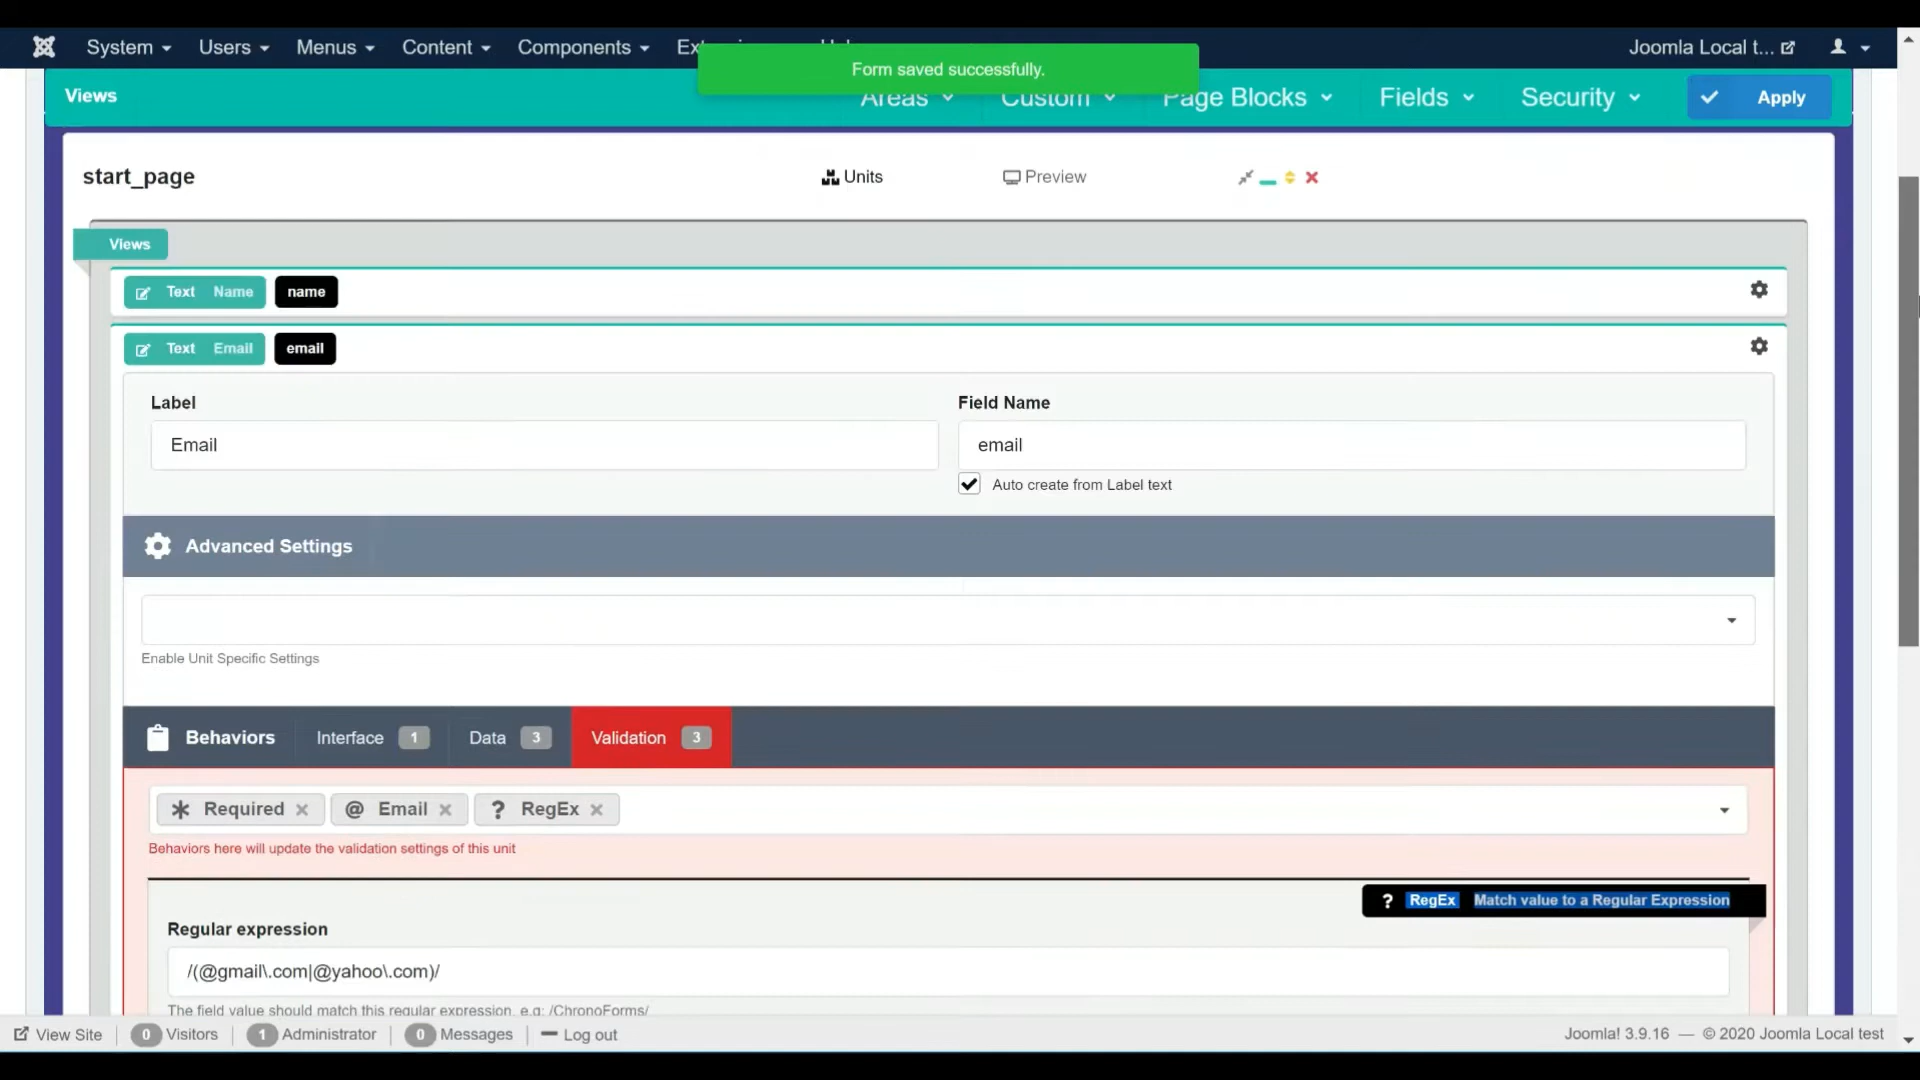 System Users Menus Content Components Joomla Local t...
Form saved successfully.
Views Areas Custom Page Blocks Fields Security Apply
start_page Units Preview
Views
Text Name name
Text Email email
Label Field Name
Email email
Auto create from Label text
Advanced Settings
Enable Unit Specific Settings
Behaviors Interface 1 Data 3 Validation 3
Required Email RegEx
Behaviors here will update the validation settings of this unit
? RegEx Match value to a Regular Expression
Regular expression
/(@gmail\.com|@yahoo\.com)/
The field value should match this regular expression, e.g: /ChronoForms/
View Site 0 Visitors 1 Administrator 0 Messages Log out Joomla! 3.9.16 — © 2020 Joomla Local test